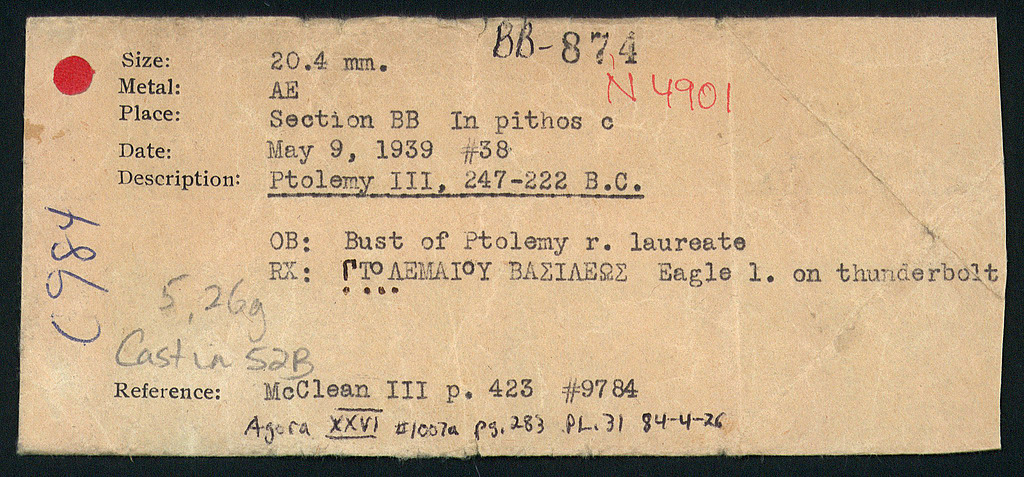 BB-874
N 4901
Size: 20.4 mm.
Metal: AE
Place: Section BB In pithos c
Date: May 9, 1939 #38
Description: Ptolemy III, 247-222 B.C.
OB: Bust of Ptolemy r. laureate
RX: ΓΤΟΛΕΜΑΙΟΥ ΒΑΣΙΛΕΩΣ Eagle l. on thunderbolt
C984
5,26g
Cast in 52B
Reference: McClean III p. 423 #9784
Agora XXVI #1007a pg.283 PL.31 84-4-26